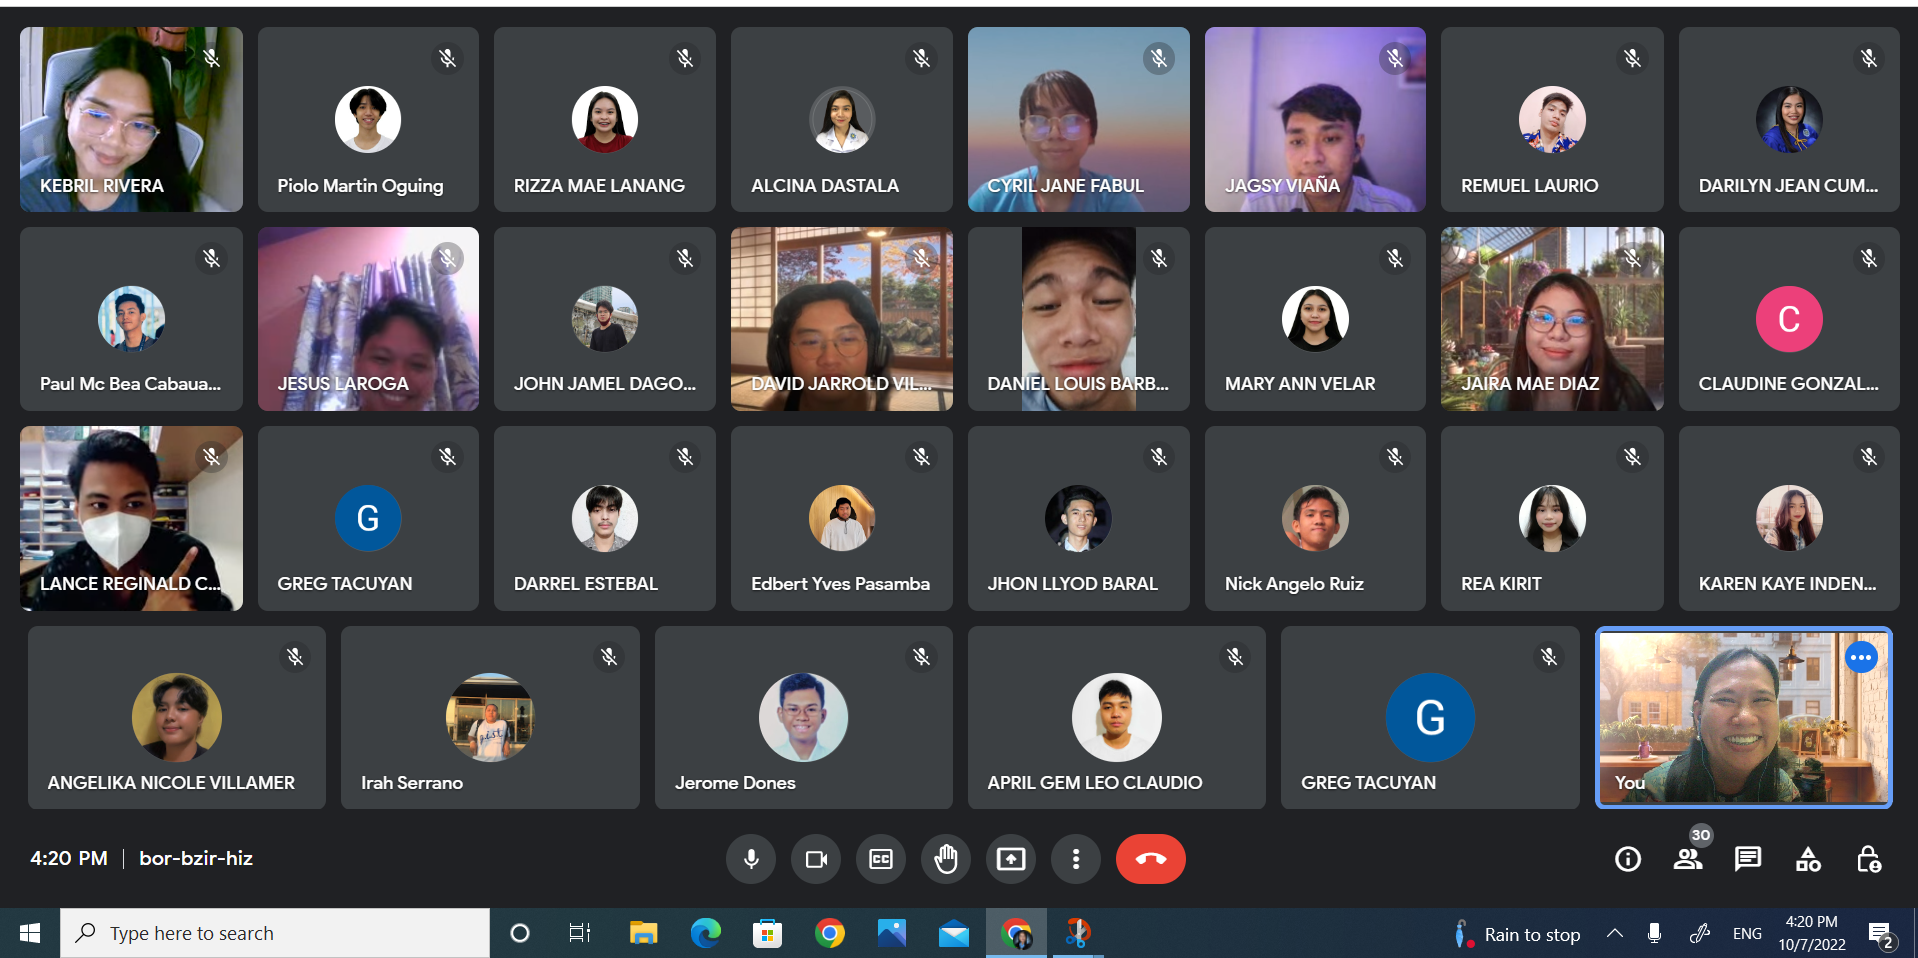 KEBRIL RIVERA
Piolo Martin Oguing
RIZZA MAE LANANG
ALCINA DASTALA
CYRIL JANE FABUL
JAGSY VIAÑA
REMUEL LAURIO
DARILYN JEAN CUM...
Paul Mc Bea Cabaua...
JESUS LAROGA
JOHN JAMEL DAGO...
DAVID JARROLD VIL...
DANIEL LOUIS BARB...
MARY ANN VELAR
JAIRA MAE DIAZ
C
CLAUDINE GONZAL...
LANCE REGINALD C...
G
GREG TACUYAN
DARREL ESTEBAL
Edbert Yves Pasamba
JHON LLYOD BARAL
Nick Angelo Ruiz
REA KIRIT
KAREN KAYE INDEN...
ANGELIKA NICOLE VILLAMER
Irah Serrano
Jerome Dones
APRIL GEM LEO CLAUDIO
G
GREG TACUYAN
You
4:20 PM | bor-bzir-hiz
CC
30
Type here to search
Rain to stop
ENG
4:20 PM
10/7/2022
2